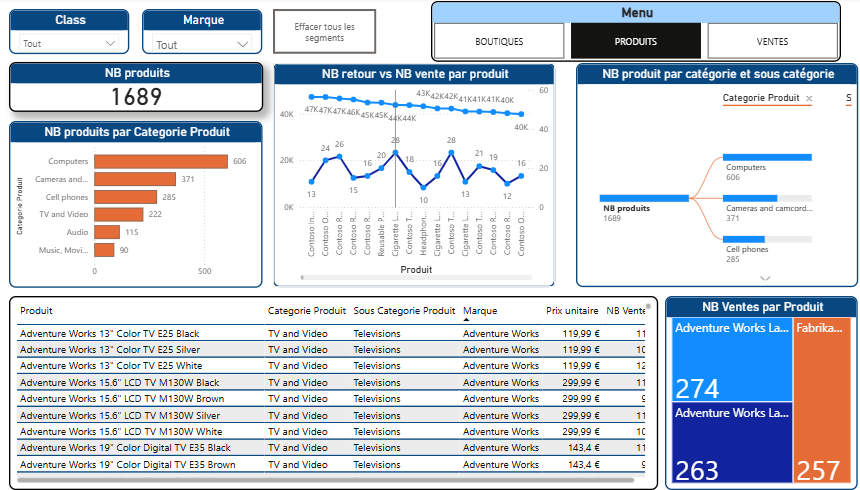 Class
Tout
Marque
Tout
Effacer tous les
segments
Menu
BOUTIQUES
PRODUITS
VENTES
NB produits
1689
NB produits par Categorie Produit
Categorie Produit
Computers
606
Cameras and...
371
Cell phones
285
TV and Video
222
Audio
115
Music, Movi...
90
0
500
NB retour vs NB vente par produit
40K
20K
0K
60
40
20
0
47K 47K 47K 46K 45K 45K 44K 44K 43K 42K 42K 41K 41K 41K 40K 40K
13 24 26 15 16 20 28 18 10 16 28 13 21 19 12 16
Contoso In...
Contoso O...
Contoso R...
Contoso R...
Contoso R...
Reusable P...
Cigarette L...
Contoso T...
Headphon...
Cigarette L...
Contoso T...
Cigarette L...
Contoso R...
Contoso R...
Contoso R...
Contoso O...
Produit
NB produit par catégorie et sous catégorie
Categorie Produit ×
S
NB produits
1689
Computers
606
Cameras and camcord...
371
Cell phones
285
Produit Categorie Produit Sous Categorie Produit Marque Prix unitaire NB Vente
Adventure Works 13" Color TV E25 Black TV and Video Televisions Adventure Works 119,99 € 11
Adventure Works 13" Color TV E25 Silver TV and Video Televisions Adventure Works 119,99 € 10
Adventure Works 13" Color TV E25 White TV and Video Televisions Adventure Works 119,99 € 12
Adventure Works 15.6" LCD TV M130W Black TV and Video Televisions Adventure Works 299,99 € 11
Adventure Works 15.6" LCD TV M130W Brown TV and Video Televisions Adventure Works 299,99 € 9
Adventure Works 15.6" LCD TV M130W Silver TV and Video Televisions Adventure Works 299,99 € 11
Adventure Works 15.6" LCD TV M130W White TV and Video Televisions Adventure Works 299,99 € 10
Adventure Works 19" Color Digital TV E35 Black TV and Video Televisions Adventure Works 143,4 € 11
Adventure Works 19" Color Digital TV E35 Brown TV and Video Televisions Adventure Works 143,4 € 9
NB Ventes par Produit
Adventure Works La...
274
Adventure Works La...
263
Fabrika...
257